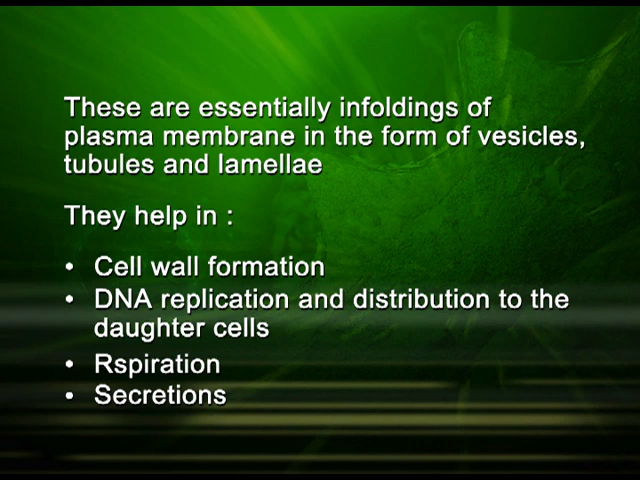 These are essentially infoldings of
plasma membrane in the form of vesicles,
tubules and lamellae
They help in :
• Cell wall formation
• DNA replication and distribution to the
daughter cells
• Rspiration
• Secretions